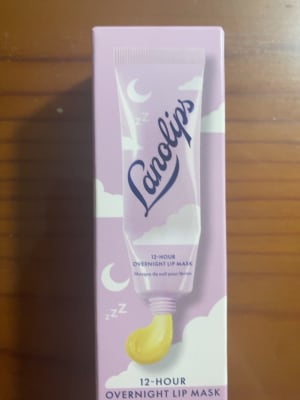 zZZ
Lanolips
12-HOUR
OVERNIGHT LIP MASK
Masque de nuit pour lèvres
zZZ
12-HOUR
OVERNIGHT LIP MASK